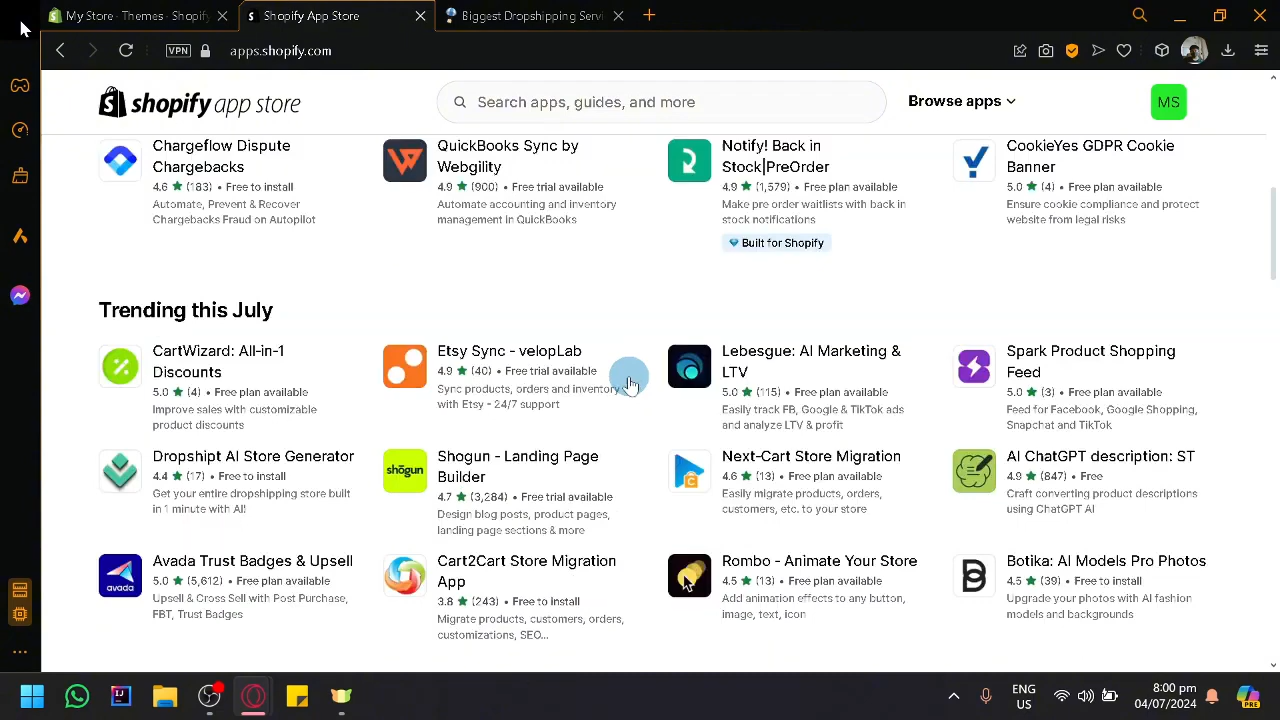 My Store - Themes - Shopify
Shopify App Store
Biggest Dropshipping Servi
VPN
apps.shopify.com
shopify app store
Search apps, guides, and more
Browse apps
MS
Chargeflow Dispute
Chargebacks
4.6 ★ (183) • Free to install
Automate, Prevent & Recover
Chargebacks Fraud on Autopilot
QuickBooks Sync by
Webgility
4.9 ★ (900) • Free trial available
Automate accounting and inventory
management in QuickBooks
Notify! Back in
Stock|PreOrder
4.9 ★ (1,579) • Free plan available
Make pre order waitlists with back in
stock notifications
Built for Shopify
CookieYes GDPR Cookie
Banner
5.0 ★ (4) • Free plan available
Ensure cookie compliance and protect
website from legal risks
Trending this July
CartWizard: All-in-1
Discounts
5.0 ★ (4) • Free plan available
Improve sales with customizable
product discounts
Etsy Sync - velopLab
4.9 ★ (40) • Free trial available
Sync products, orders and inventory
with Etsy - 24/7 support
Lebesgue: AI Marketing &
LTV
5.0 ★ (115) • Free plan available
Easily track FB, Google & TikTok ads
and analyze LTV & profit
Spark Product Shopping
Feed
5.0 ★ (3) • Free plan available
Feed for Facebook, Google Shopping,
Snapchat and TikTok
Dropshipt AI Store Generator
4.4 ★ (17) • Free to install
Get your entire dropshipping store built
in 1 minute with AI!
shōgun
Shogun - Landing Page
Builder
4.7 ★ (3,284) • Free trial available
Design blog posts, product pages,
landing page sections & more
Next-Cart Store Migration
4.6 ★ (13) • Free plan available
Easily migrate products, orders,
customers, etc. to your store
AI ChatGPT description: ST
4.9 ★ (847) • Free
Craft converting product descriptions
using ChatGPT AI
avada
Avada Trust Badges & Upsell
5.0 ★ (5,612) • Free plan available
Upsell & Cross Sell with Post Purchase,
FBT, Trust Badges
Cart2Cart Store Migration
App
3.8 ★ (243) • Free to install
Migrate products, customers, orders,
customizations, SEO...
Rombo - Animate Your Store
4.5 ★ (13) • Free plan available
Add animation effects to any button,
image, text, icon
Botika: AI Models Pro Photos
4.5 ★ (39) • Free to install
Upgrade your photos with AI fashion
models and backgrounds
ENG
US
8:00 pm
04/07/2024
PRE